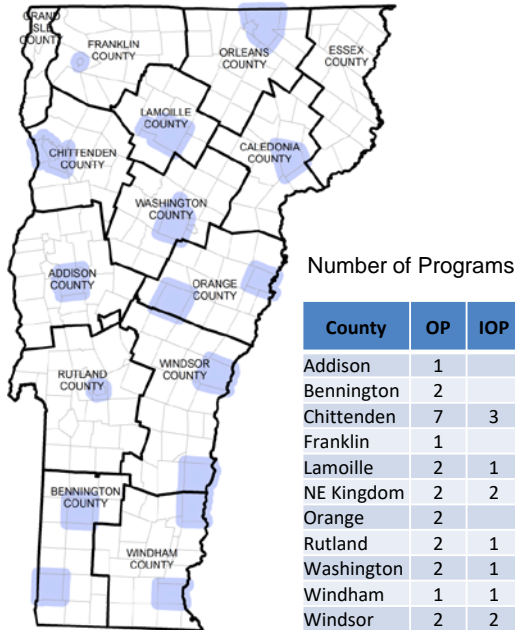 GRAND
ISLE
COUNTY
FRANKLIN
COUNTY
ORLEANS
COUNTY
ESSEX
COUNTY
LAMOILLE
COUNTY
CHITTENDEN
COUNTY
CALEDONIA
COUNTY
WASHINGTON
COUNTY
ADDISON
COUNTY
ORANGE
COUNTY
RUTLAND
COUNTY
WINDSOR
COUNTY
BENNINGTON
COUNTY
WINDHAM
COUNTY
Number of Programs
County OP IOP
Addison 1
Bennington 2
Chittenden 7 3
Franklin 1
Lamoille 2 1
NE Kingdom 2 2
Orange 2
Rutland 2 1
Washington 2 1
Windham 1 1
Windsor 2 2